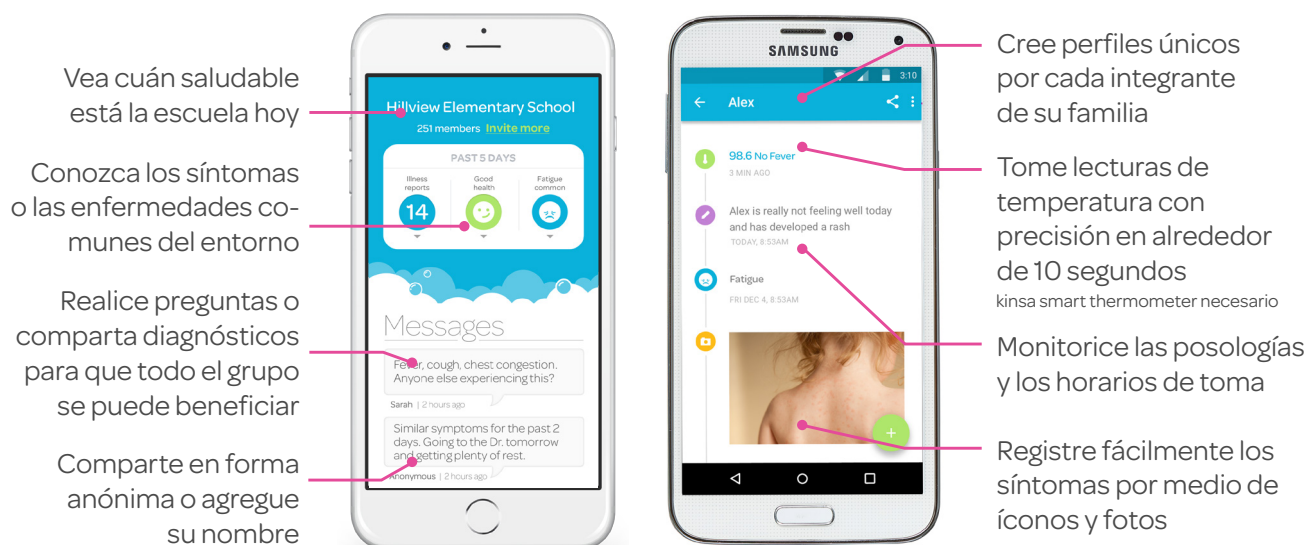 Vea cuán saludable
está la escuela hoy
Conozca los síntomas
o las enfermedades co-
munes del entorno
Realice preguntas o
comparta diagnósticos
para que todo el grupo
se puede beneficiar
Comparte en forma
anónima o agregue
su nombre
Hillview Elementary School
251 members Invite more
PAST 5 DAYS
Illness
reports
Good
health
Fatigue
common
14
Messages
Fever, cough, chest congestion.
Anyone else experiencing this?
Sarah | 2 hours ago
Similar symptoms for the past 2
days. Going to the Dr. tomorrow
and getting plenty of rest.
Anonymous | 2 hours ago
SAMSUNG
3:10
Alex
98.6 No Fever
3 MIN AGO
Alex is really not feeling well today
and has developed a rash
TODAY, 8:53AM
Fatigue
FRI DEC 4, 8:53AM
Cree perfiles únicos
por cada integrante
de su familia
Tome lecturas de
temperatura con
precisión en alrededor
de 10 segundos
kinsa smart thermometer necesario
Monitorice las posologías
y los horarios de toma
Registre fácilmente los
síntomas por medio de
íconos y fotos